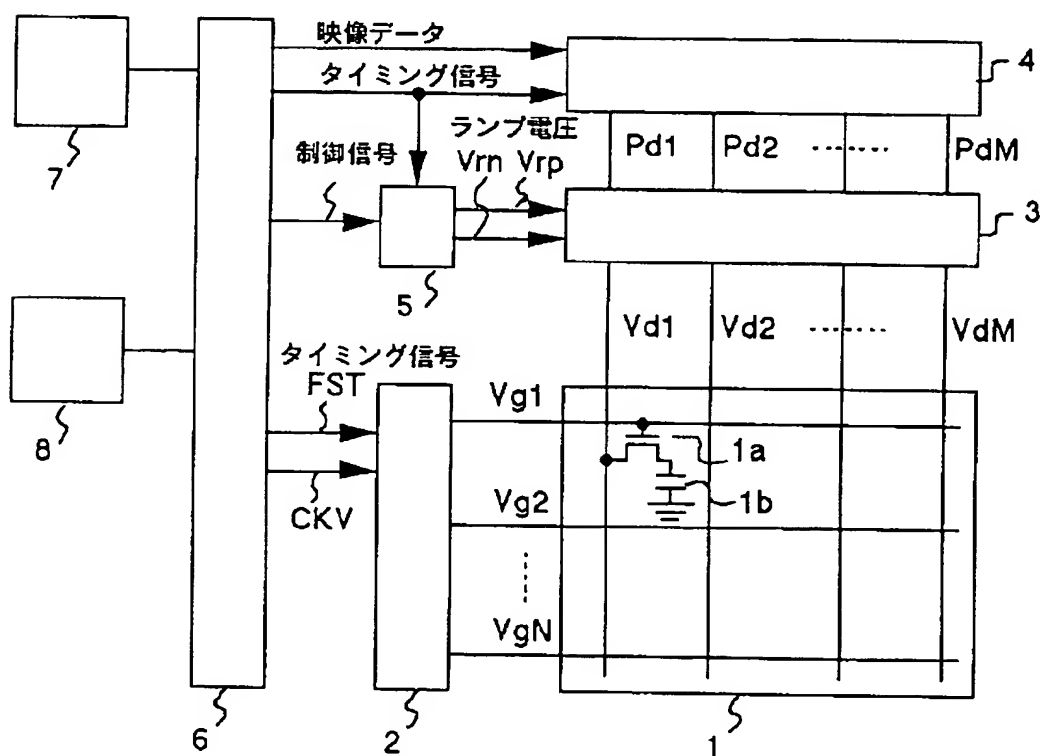 映像データ
4
タイミング信号
ランプ電圧
7
制御信号
Vrn Vrp
Pd1 Pd2 ........ PdM
3
5
Vd1 Vd2 ........ VdM
タイミング信号
FST
Vg1
8
1a
1b
CKV
Vg2
VgN
6
2
1